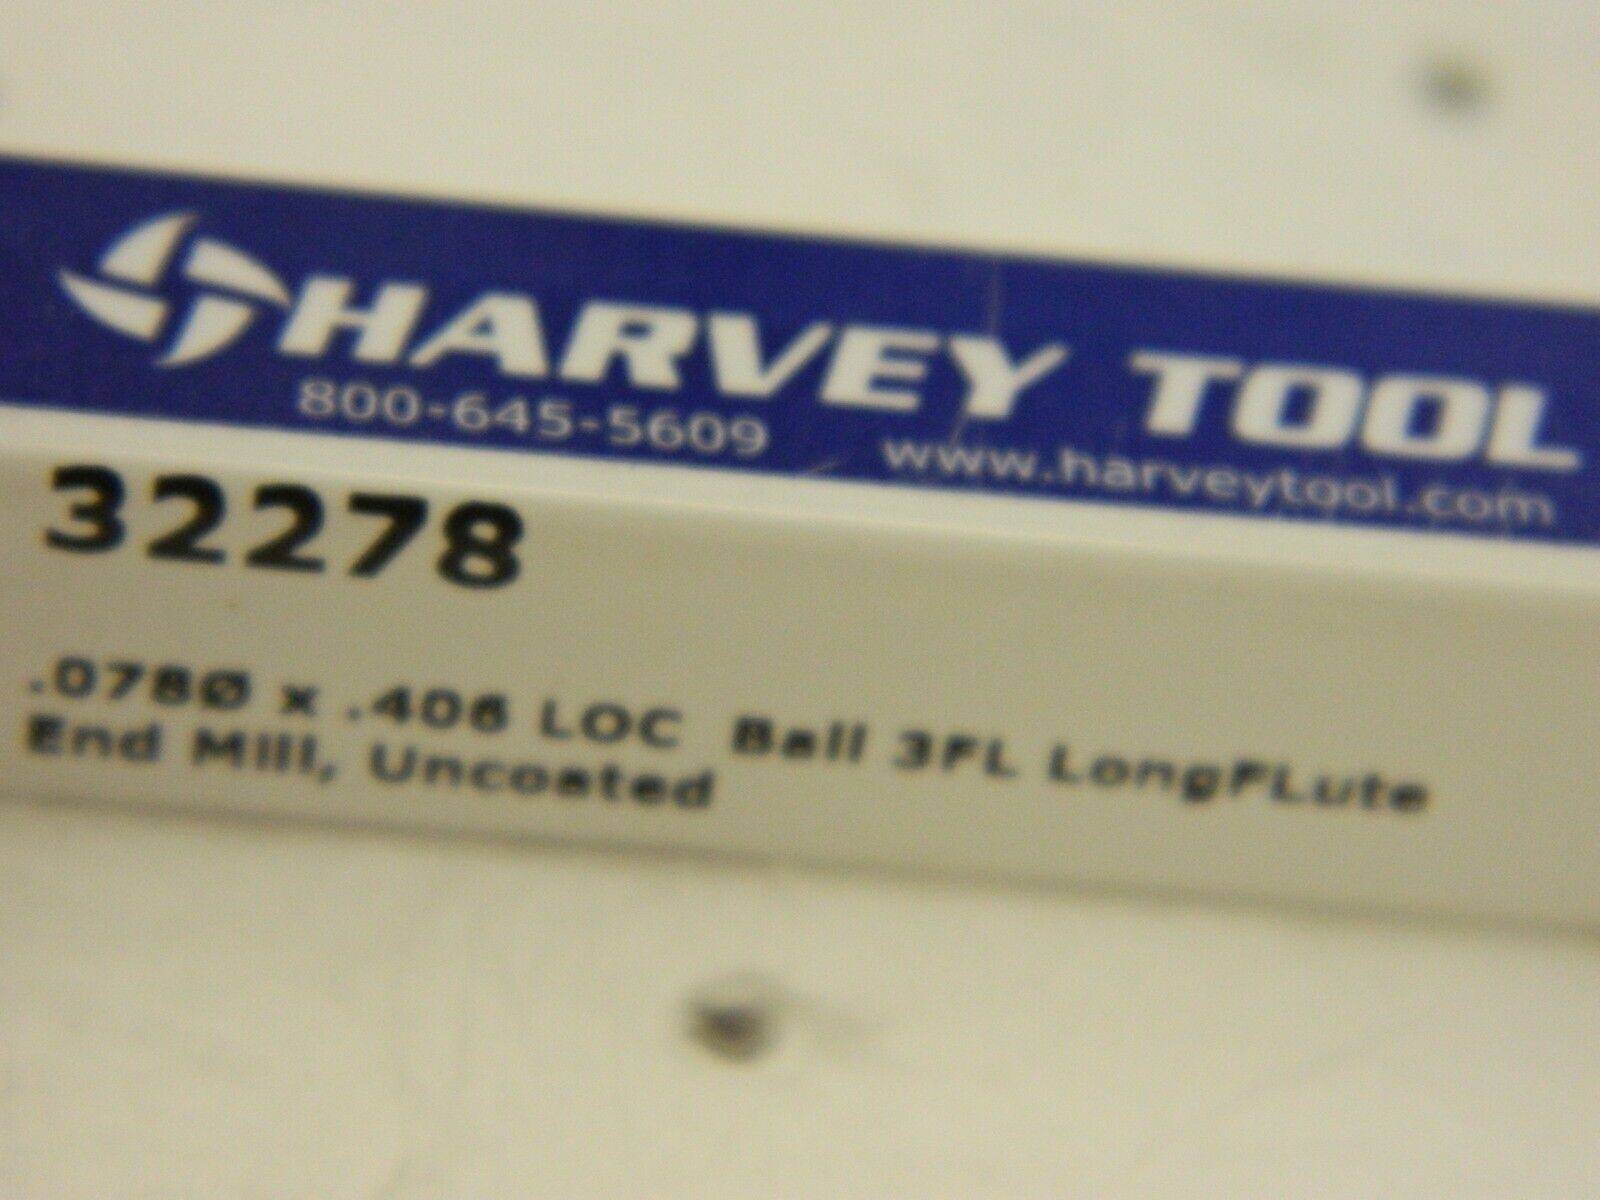 HARVEY TOOL
800-645-5609 www.harveytool.com
32278
.078Ø x .406 LOC Ball 3FL LongFLute
End Mill, Uncoated